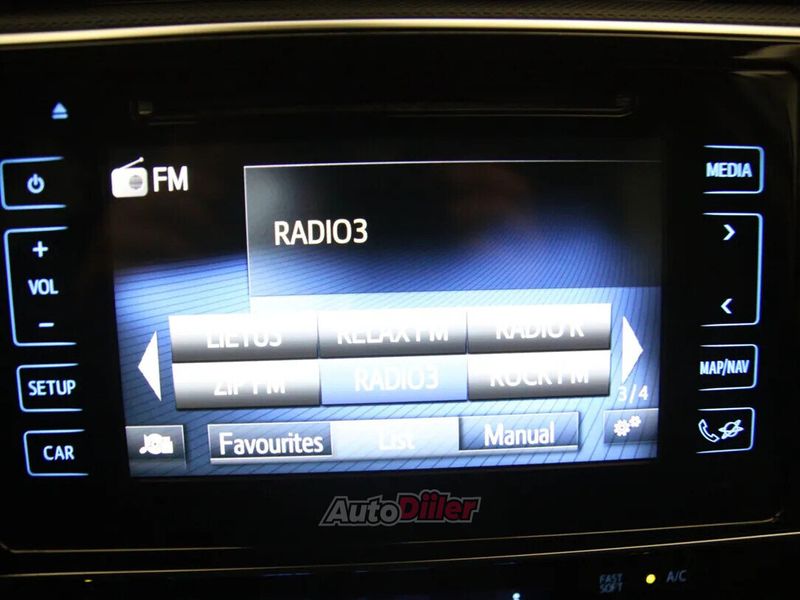 FM
MEDIA
RADIO3
+
VOL
-
LIETUS RELAX FM RADIO R
ZIP FM RADIO3 ROCK FM
3/4
SETUP
MAP/NAV
CAR
Favourites List Manual
AutoDiiler
FAST
SOFT
A/C